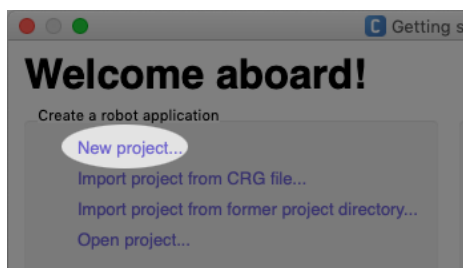 C Getting s
Welcome aboard!
Create a robot application
New project...
Import project from CRG file...
Import project from former project directory...
Open project...